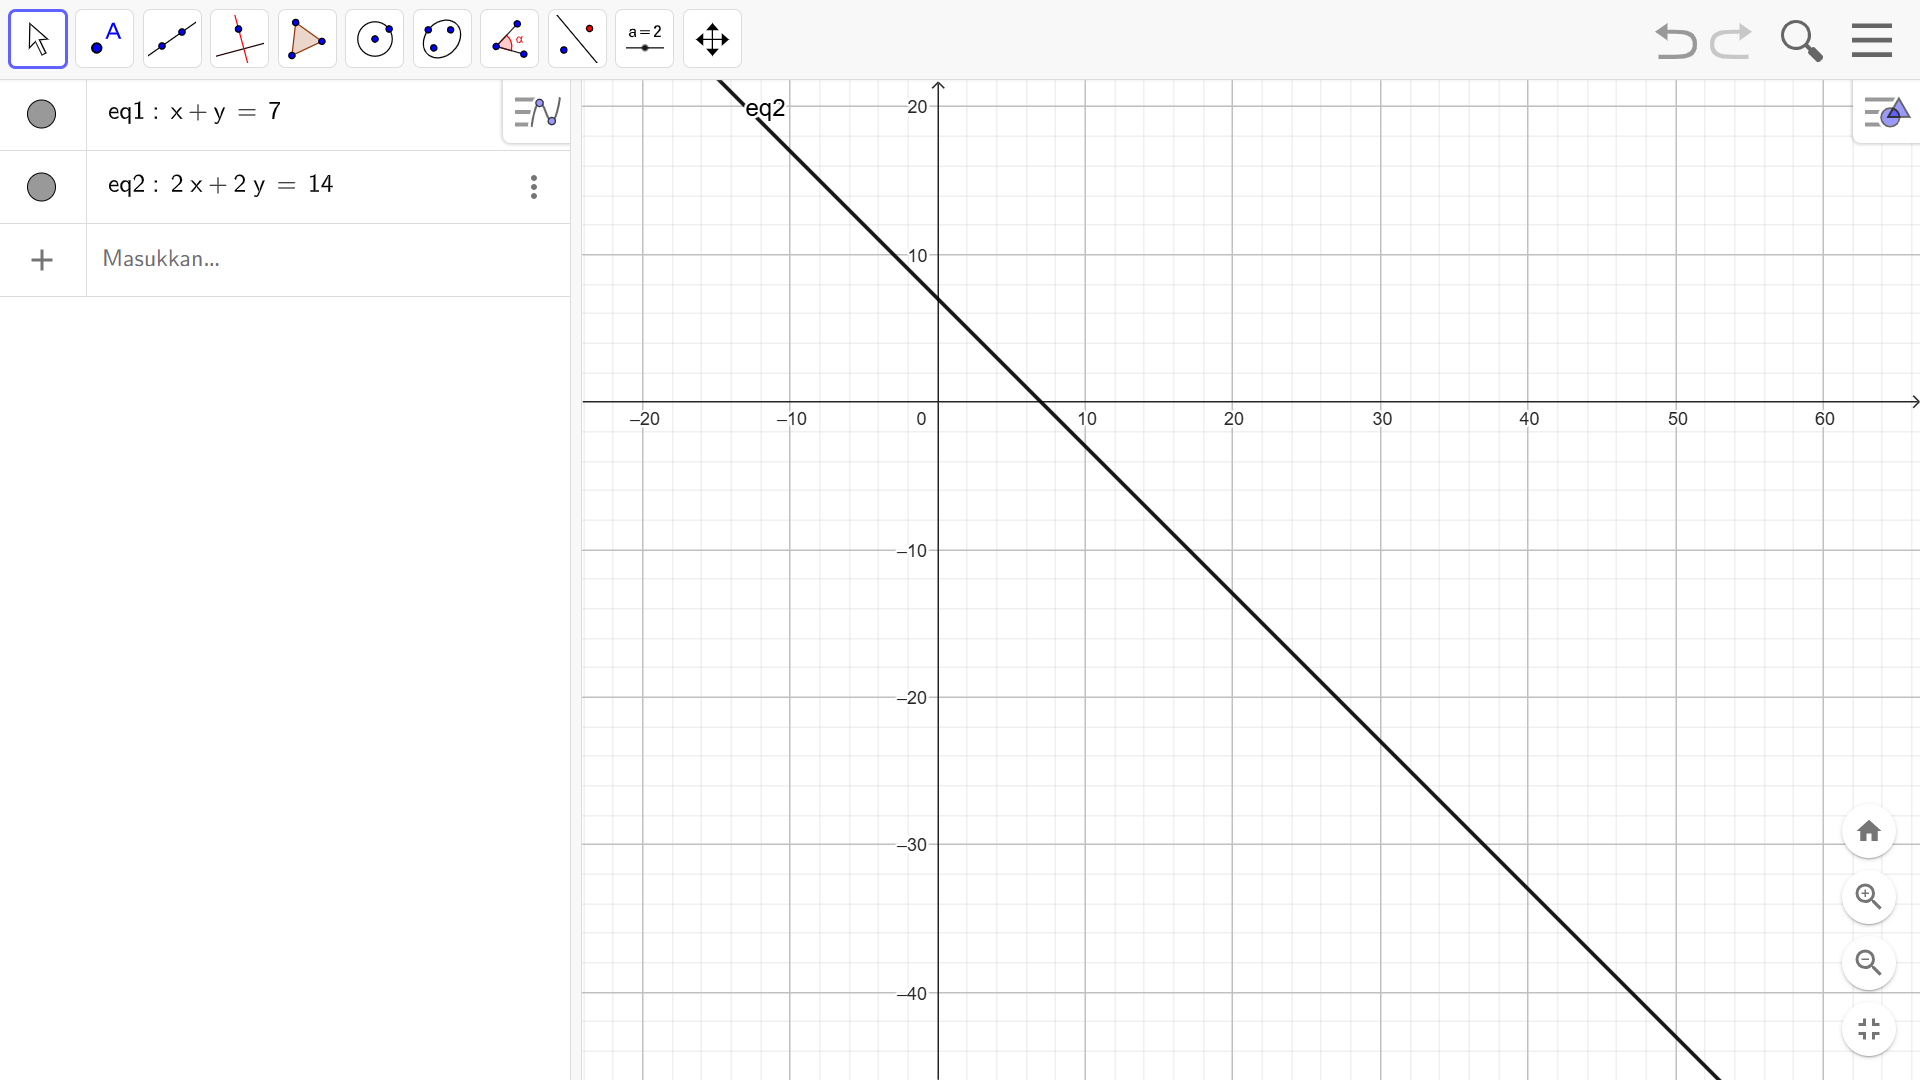 A
α
a=2
eq1 : x + y = 7
eq2 : 2 x + 2 y = 14
Masukkan...
eq2
20
10
–20 –10 0 10 20 30 40 50 60
–10
–20
–30
–40